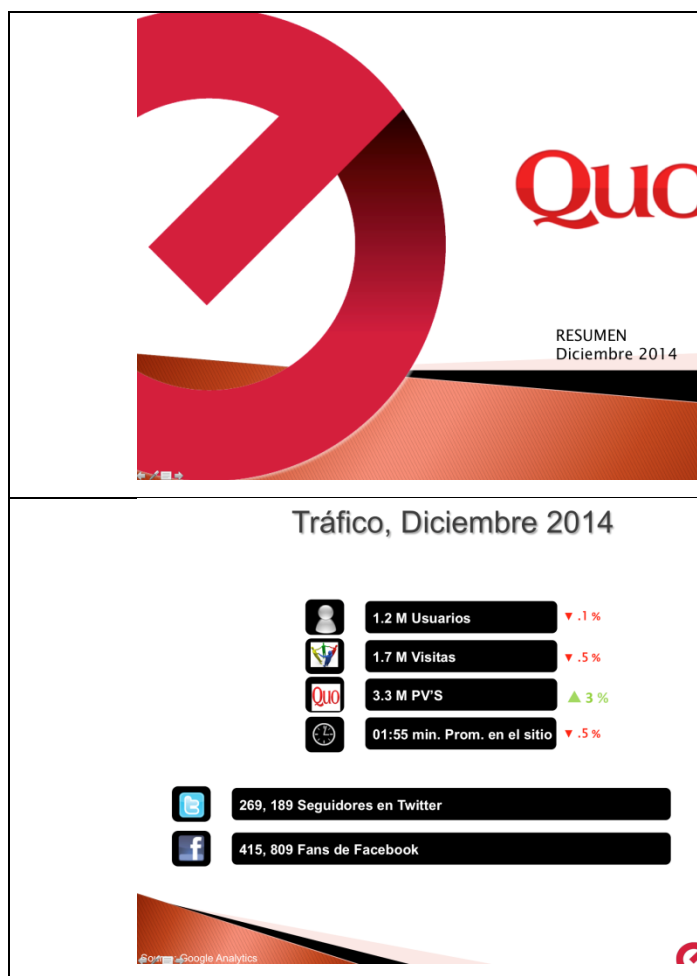 Quo
RESUMEN
Diciembre 2014
Tráfico, Diciembre 2014
1.2 M Usuarios
▼ .1 %
1.7 M Visitas
▼ .5 %
Quo
3.3 M PV'S
▲ 3 %
01:55 min. Prom. en el sitio
▼ .5 %
269, 189 Seguidores en Twitter
415, 809 Fans de Facebook
Google Analytics